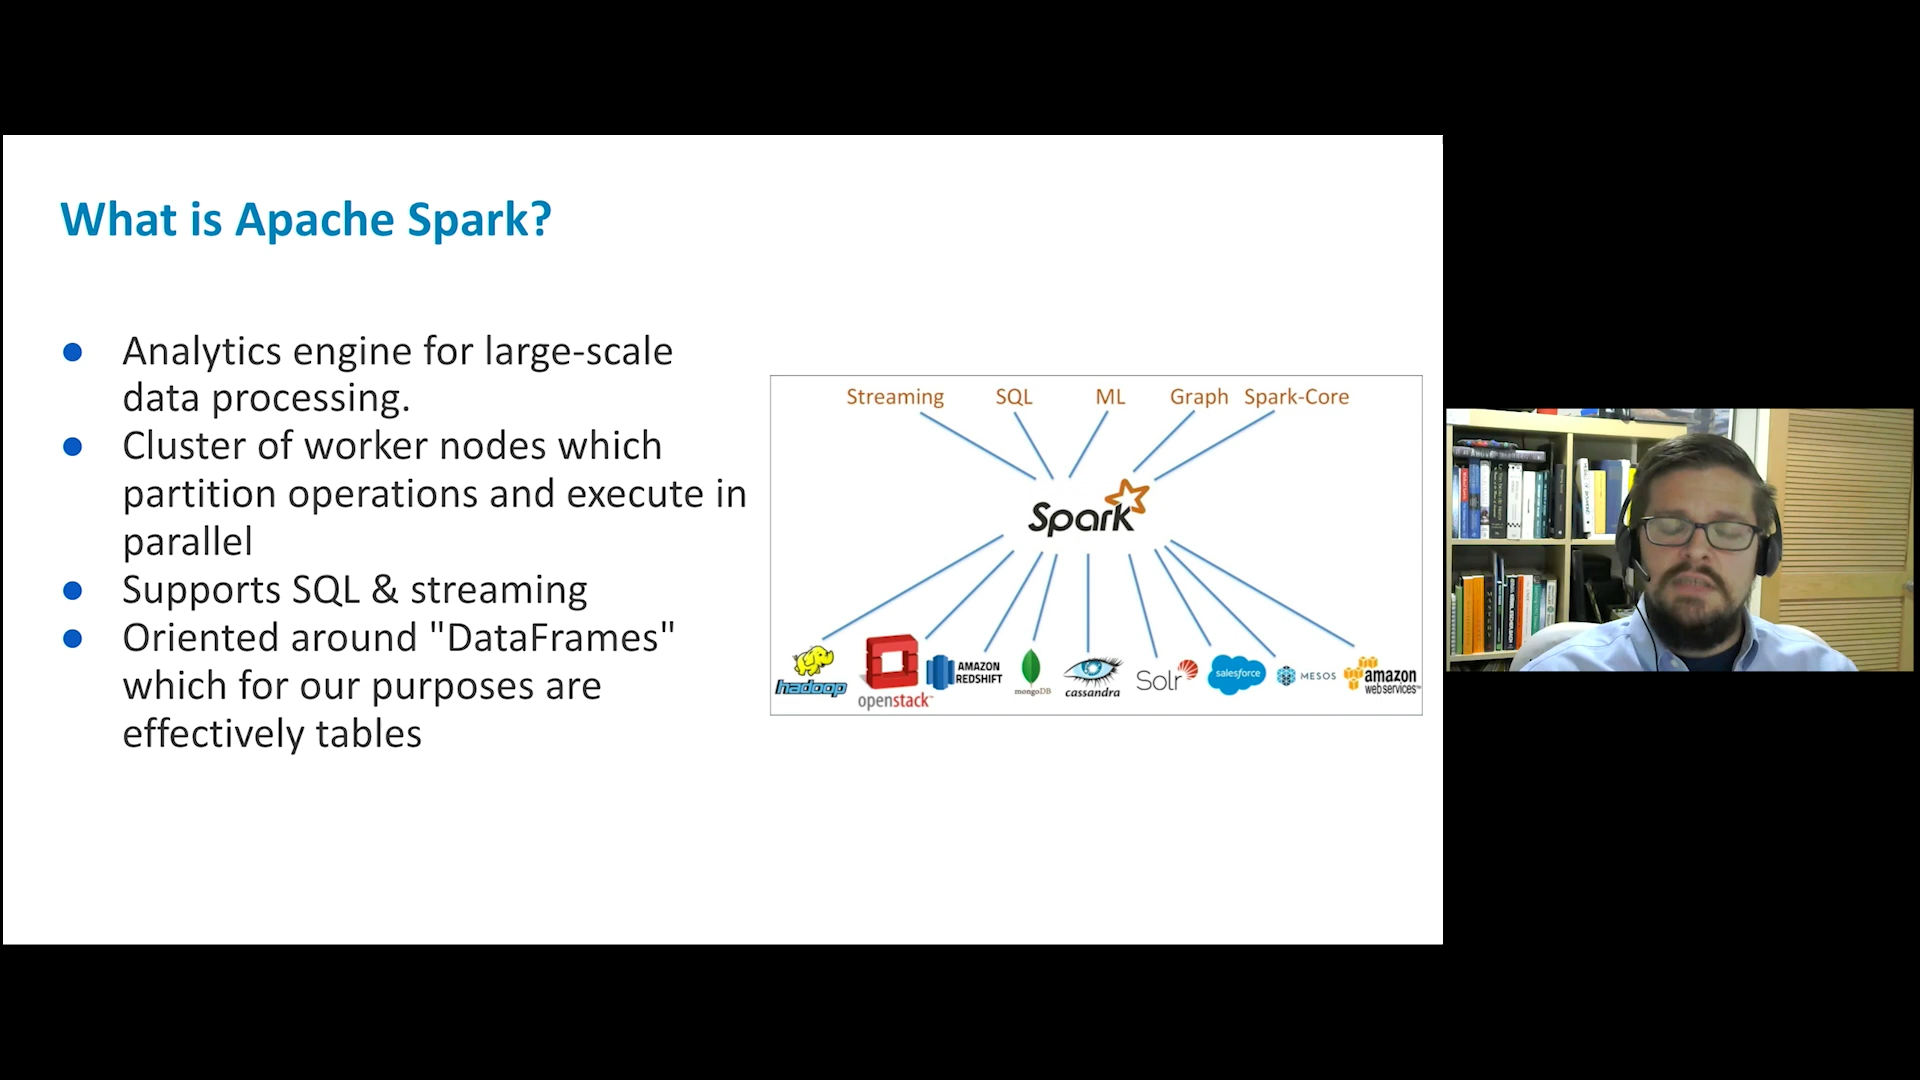 What is Apache Spark?
● Analytics engine for large-scale
data processing.
● Cluster of worker nodes which
partition operations and execute in
parallel
● Supports SQL & streaming
● Oriented around "DataFrames"
which for our purposes are
effectively tables
Streaming SQL ML Graph Spark-Core
Spark
hadoop
openstack
AMAZON
REDSHIFT
mongoDB
cassandra
Solr
salesforce
MESOS
amazon
webservices